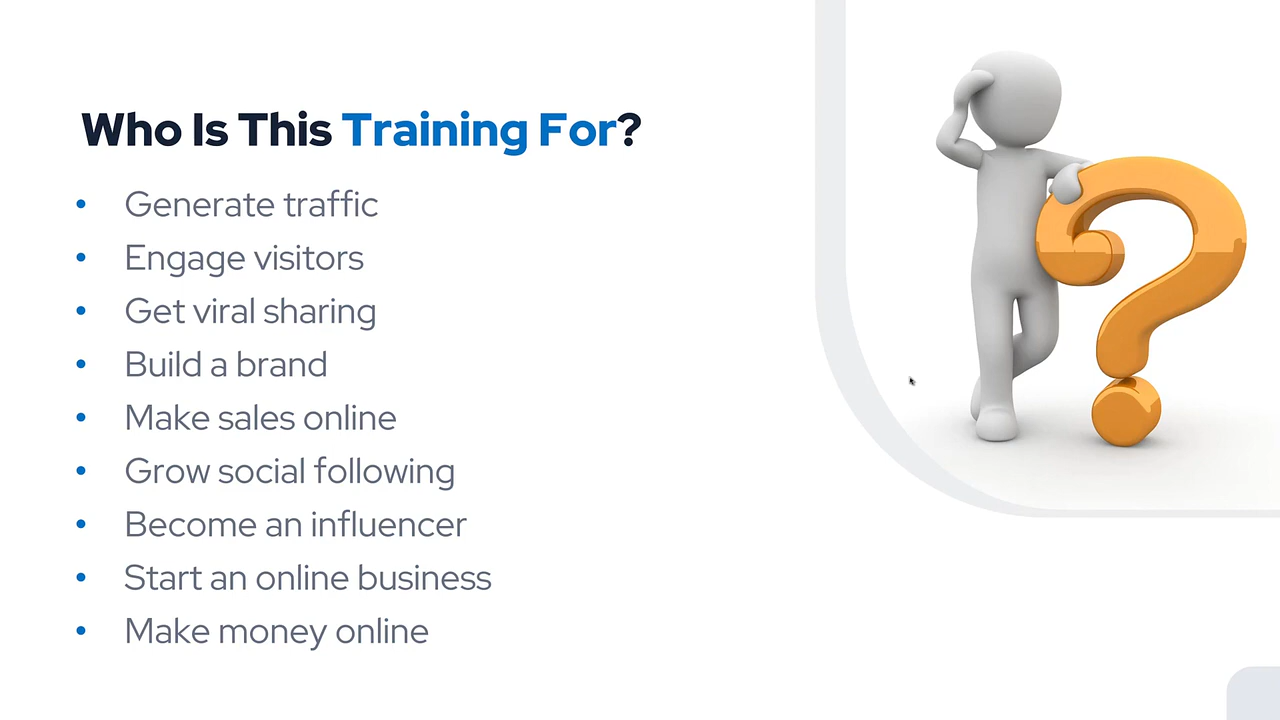 Who Is This Training For?
• Generate traffic
• Engage visitors
• Get viral sharing
• Build a brand
• Make sales online
• Grow social following
• Become an influencer
• Start an online business
• Make money online